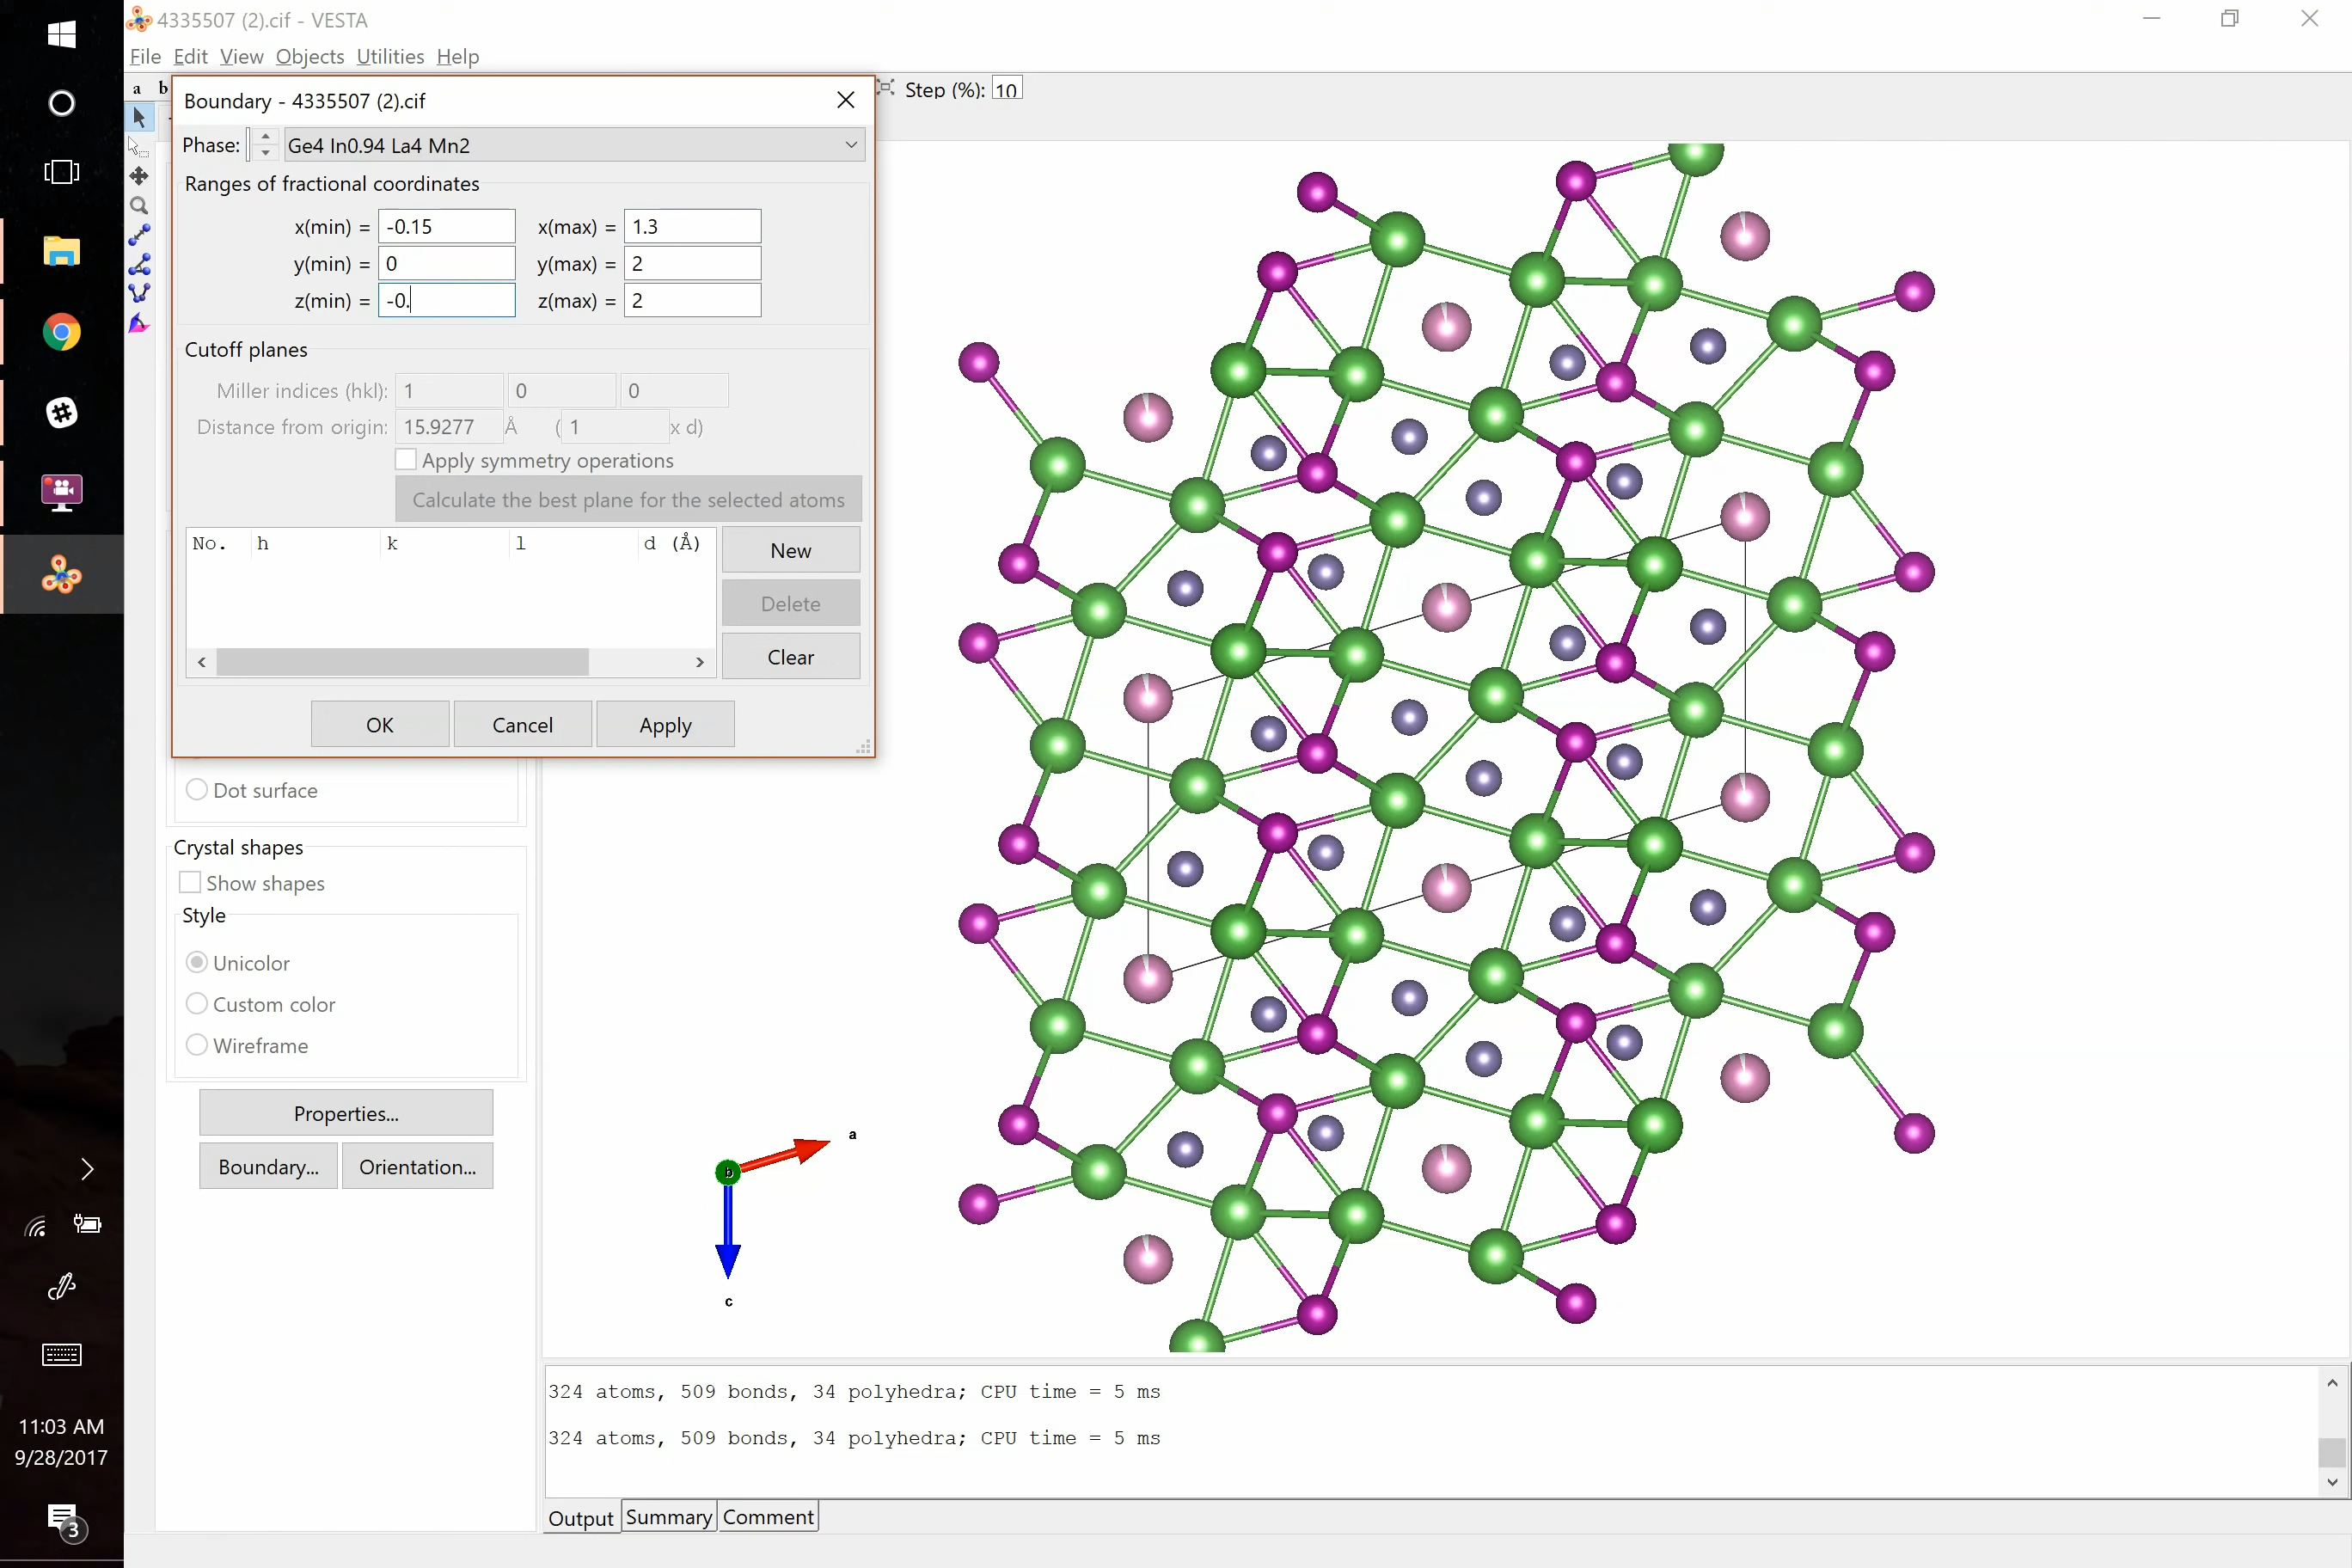 4335507 (2).cif - VESTA
File Edit View Objects Utilities Help
a b
Step (%): 10
Boundary - 4335507 (2).cif
Phase: Ge4 In0.94 La4 Mn2
Ranges of fractional coordinates
x(min) = -0.15 x(max) = 1.3
y(min) = 0 y(max) = 2
z(min) = -0. z(max) = 2
Cutoff planes
Miller indices (hkl): 1 0 0
Distance from origin: 15.9277 Å ( 1 x d)
Apply symmetry operations
Calculate the best plane for the selected atoms
No. h k l d (Å)
New
Delete
Clear
OK Cancel Apply
Dot surface
Crystal shapes
Show shapes
Style
Unicolor
Custom color
Wireframe
Properties...
Boundary... Orientation...
a
b
c
324 atoms, 509 bonds, 34 polyhedra; CPU time = 5 ms
324 atoms, 509 bonds, 34 polyhedra; CPU time = 5 ms
Output Summary Comment
11:03 AM
9/28/2017
3